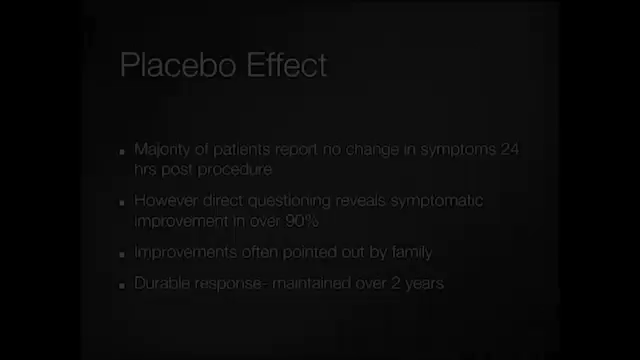 Placebo Effect
Majority of patients report no change in symptoms 24
hrs post procedure
However direct questioning reveals symptomatic
improvement in over 90%
Improvements often pointed out by family
Durable response- maintained over 2 years